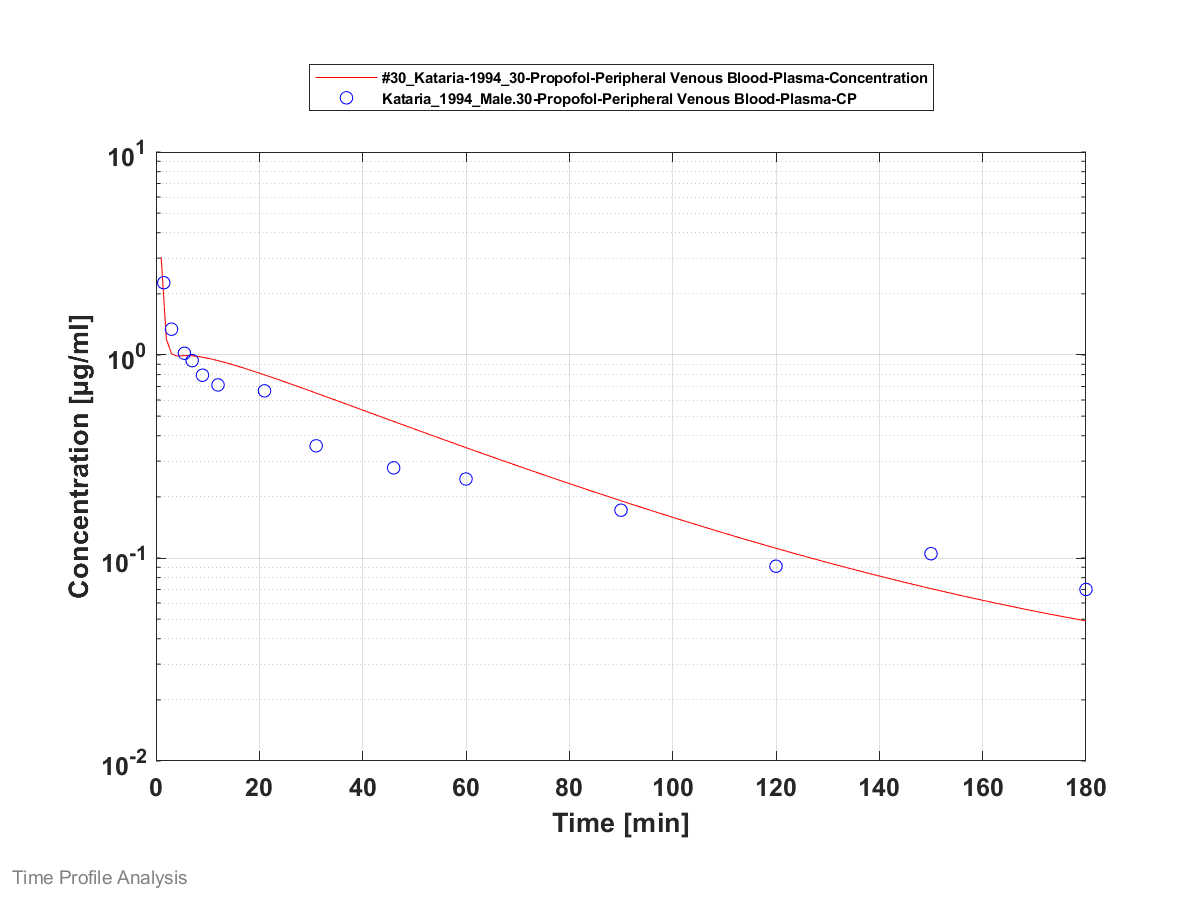 #30_Kataria-1994_30-Propofol-Peripheral Venous Blood-Plasma-Concentration
Kataria_1994_Male.30-Propofol-Peripheral Venous Blood-Plasma-CP
10^1
10^0
10^-1
10^-2
Concentration [µg/ml]
0 20 40 60 80 100 120 140 160 180
Time [min]
Time Profile Analysis